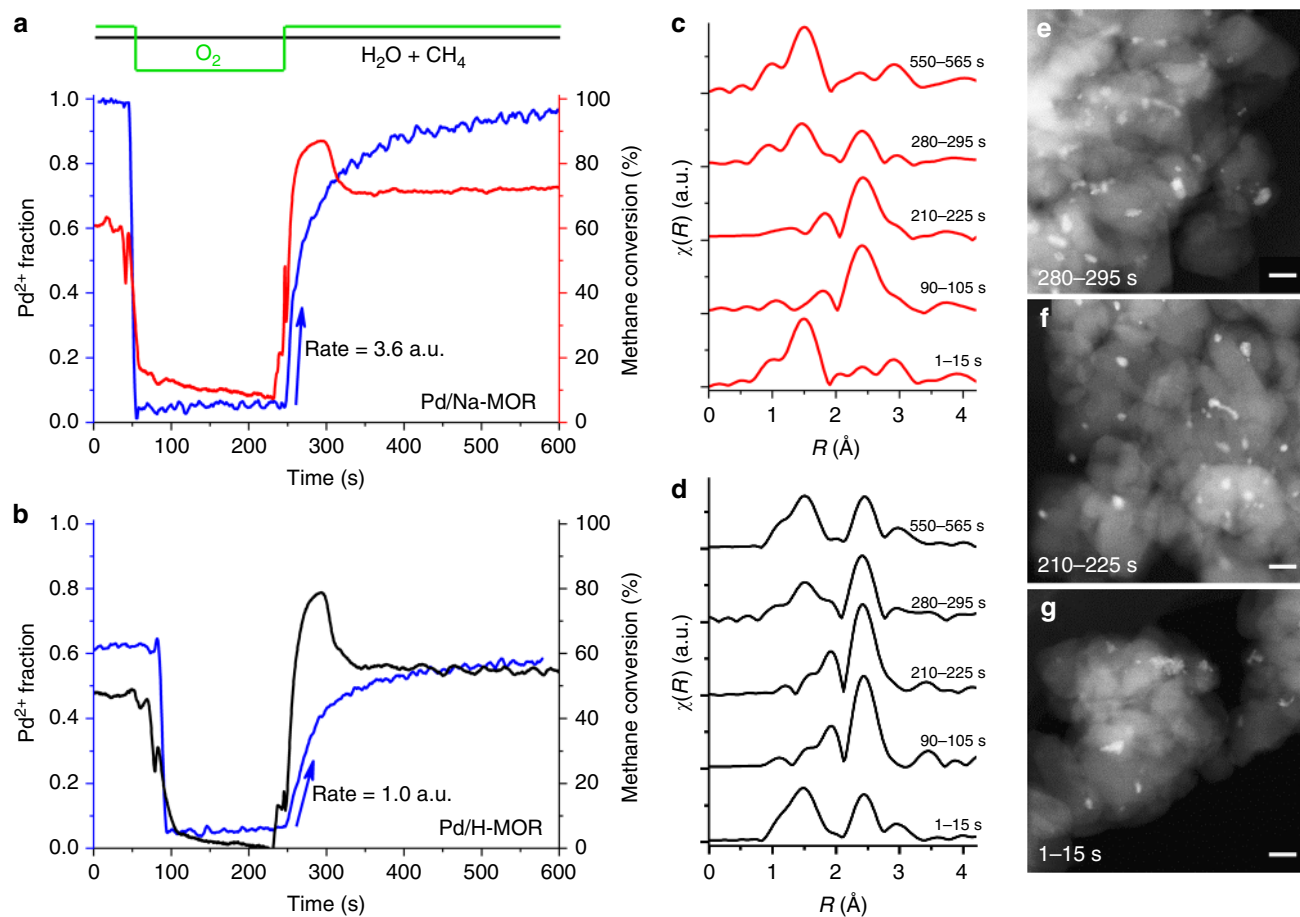 a
O₂
H₂O + CH₄
1.0
0.8
0.6
0.4
0.2
0.0
Pd²⁺ fraction
100
80
60
40
20
0
Methane conversion (%)
Rate = 3.6 a.u.
Pd/Na-MOR
0 100 200 300 400 500 600
Time (s)
b
1.0
0.8
0.6
0.4
0.2
0.0
Pd²⁺ fraction
100
80
60
40
20
0
Methane conversion (%)
Rate = 1.0 a.u.
Pd/H-MOR
0 100 200 300 400 500 600
Time (s)
c
χ(R) (a.u.)
550–565 s
280–295 s
210–225 s
90–105 s
1–15 s
0 1 2 3 4
R (Å)
d
χ(R) (a.u.)
550–565 s
280–295 s
210–225 s
90–105 s
1–15 s
0 1 2 3 4
R (Å)
e
280–295 s
f
210–225 s
g
1–15 s